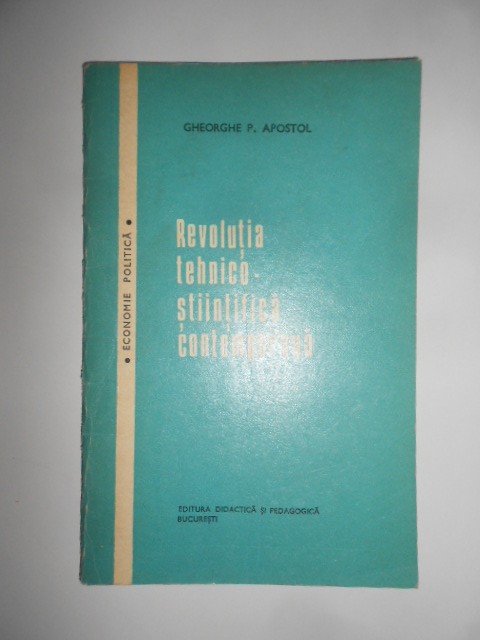 GHEORGHE P. APOSTOL
Revoluția
tehnico-
științifică
contemporană
• ECONOMIE POLITICĂ •
EDITURA DIDACTICĂ ȘI PEDAGOGICĂ
BUCUREȘTI